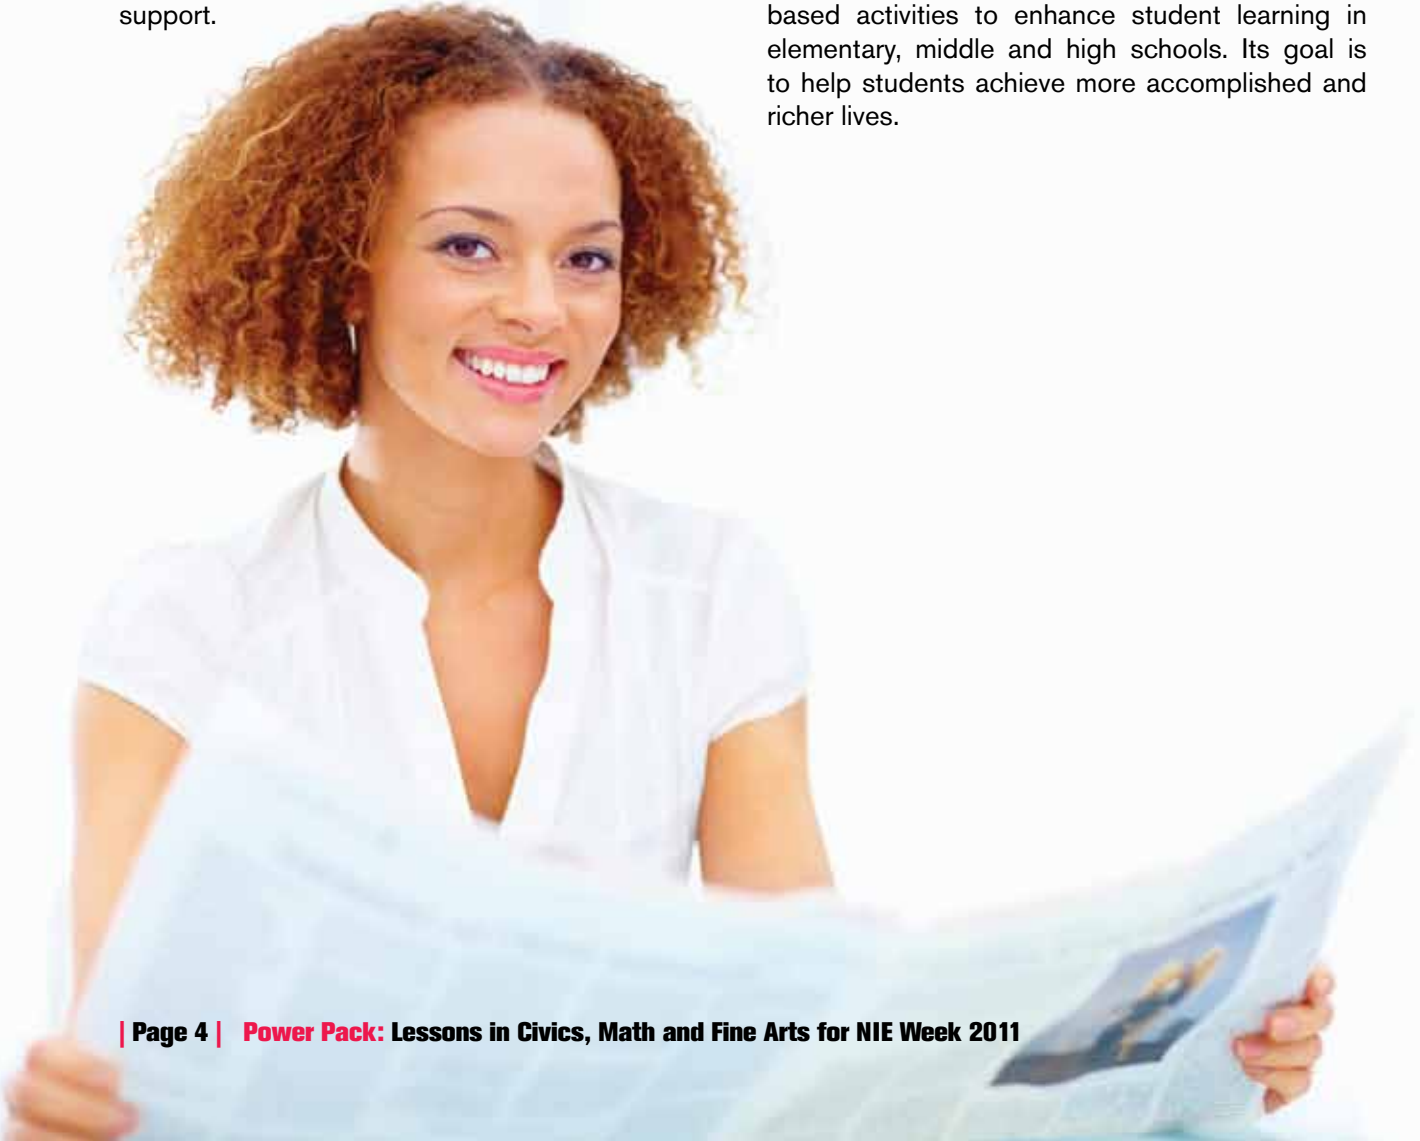 support.
based activities to enhance student learning in
elementary, middle and high schools. Its goal is
to help students achieve more accomplished and
richer lives.
| Page 4 | Power Pack: Lessons in Civics, Math and Fine Arts for NIE Week 2011